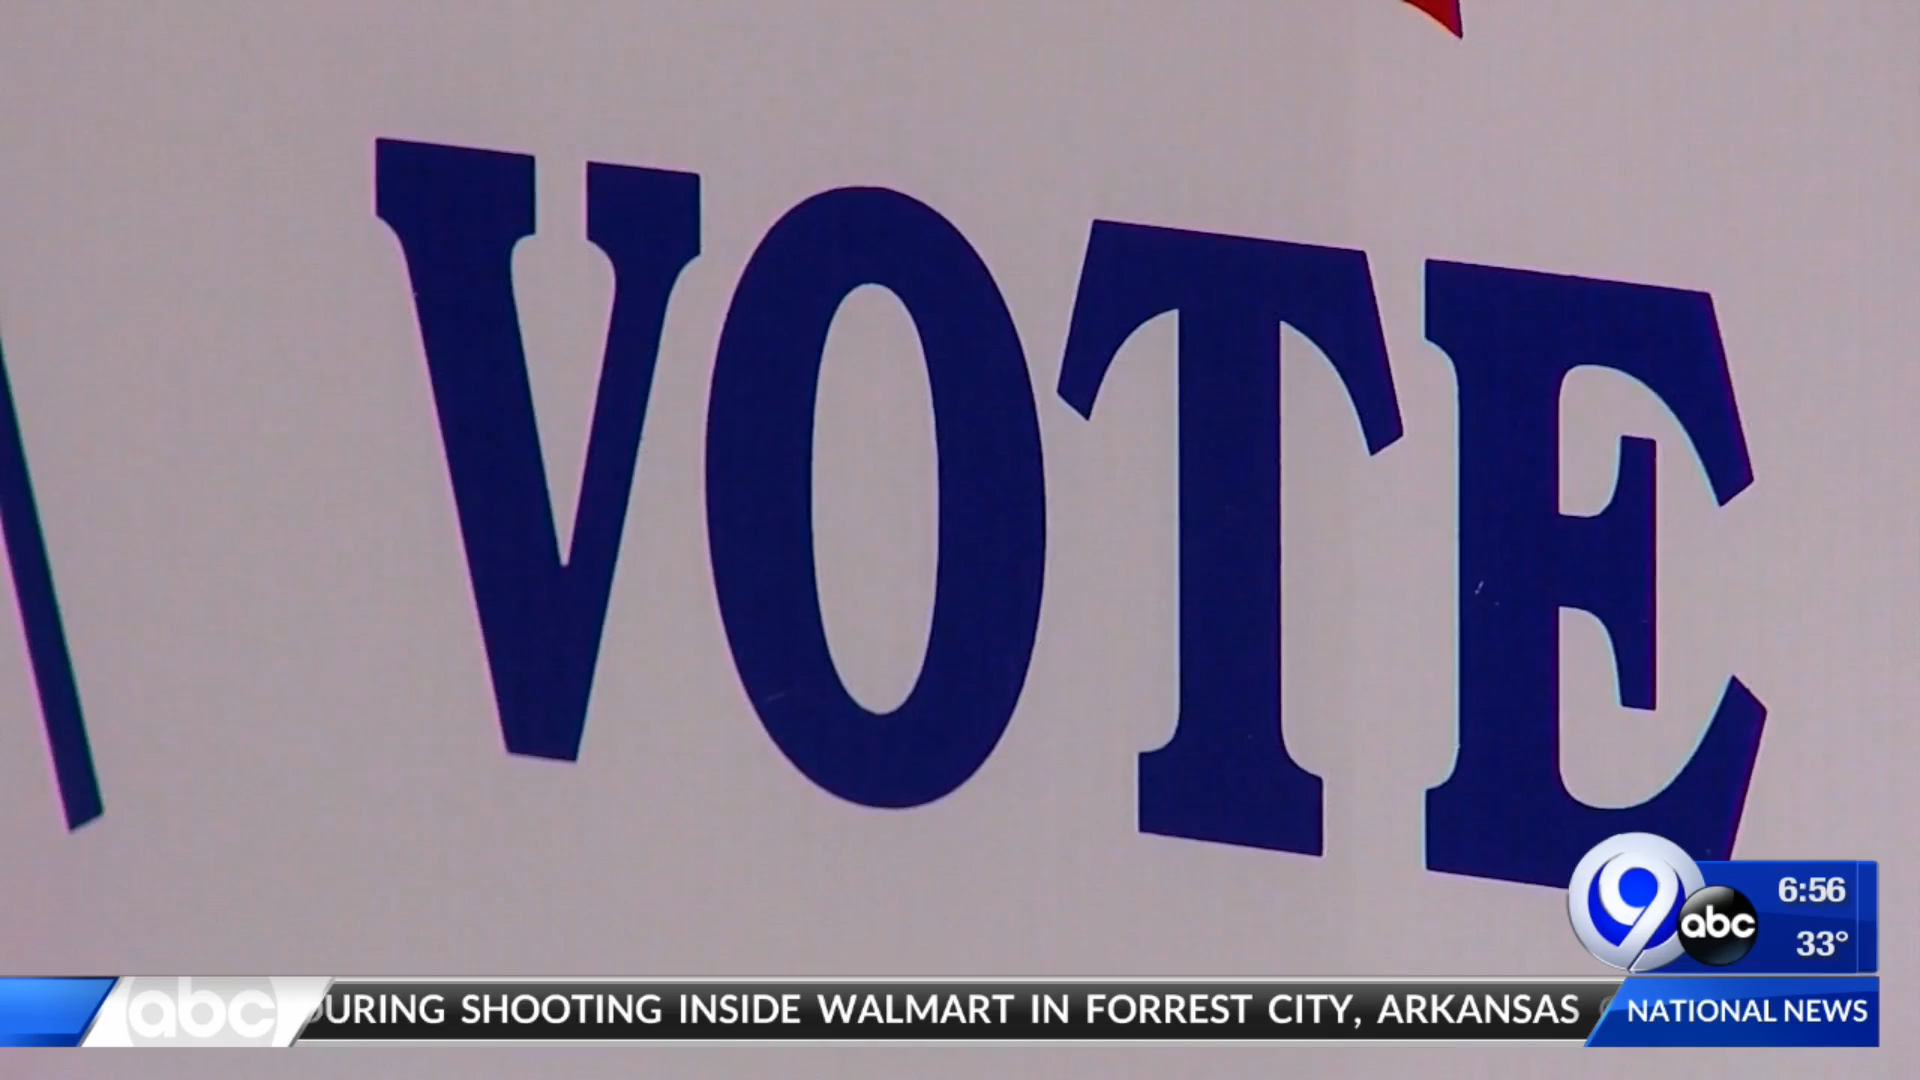 VOTE
9
abc
6:56
33°
abc
URING SHOOTING INSIDE WALMART IN FORREST CITY, ARKANSAS
NATIONAL NEWS